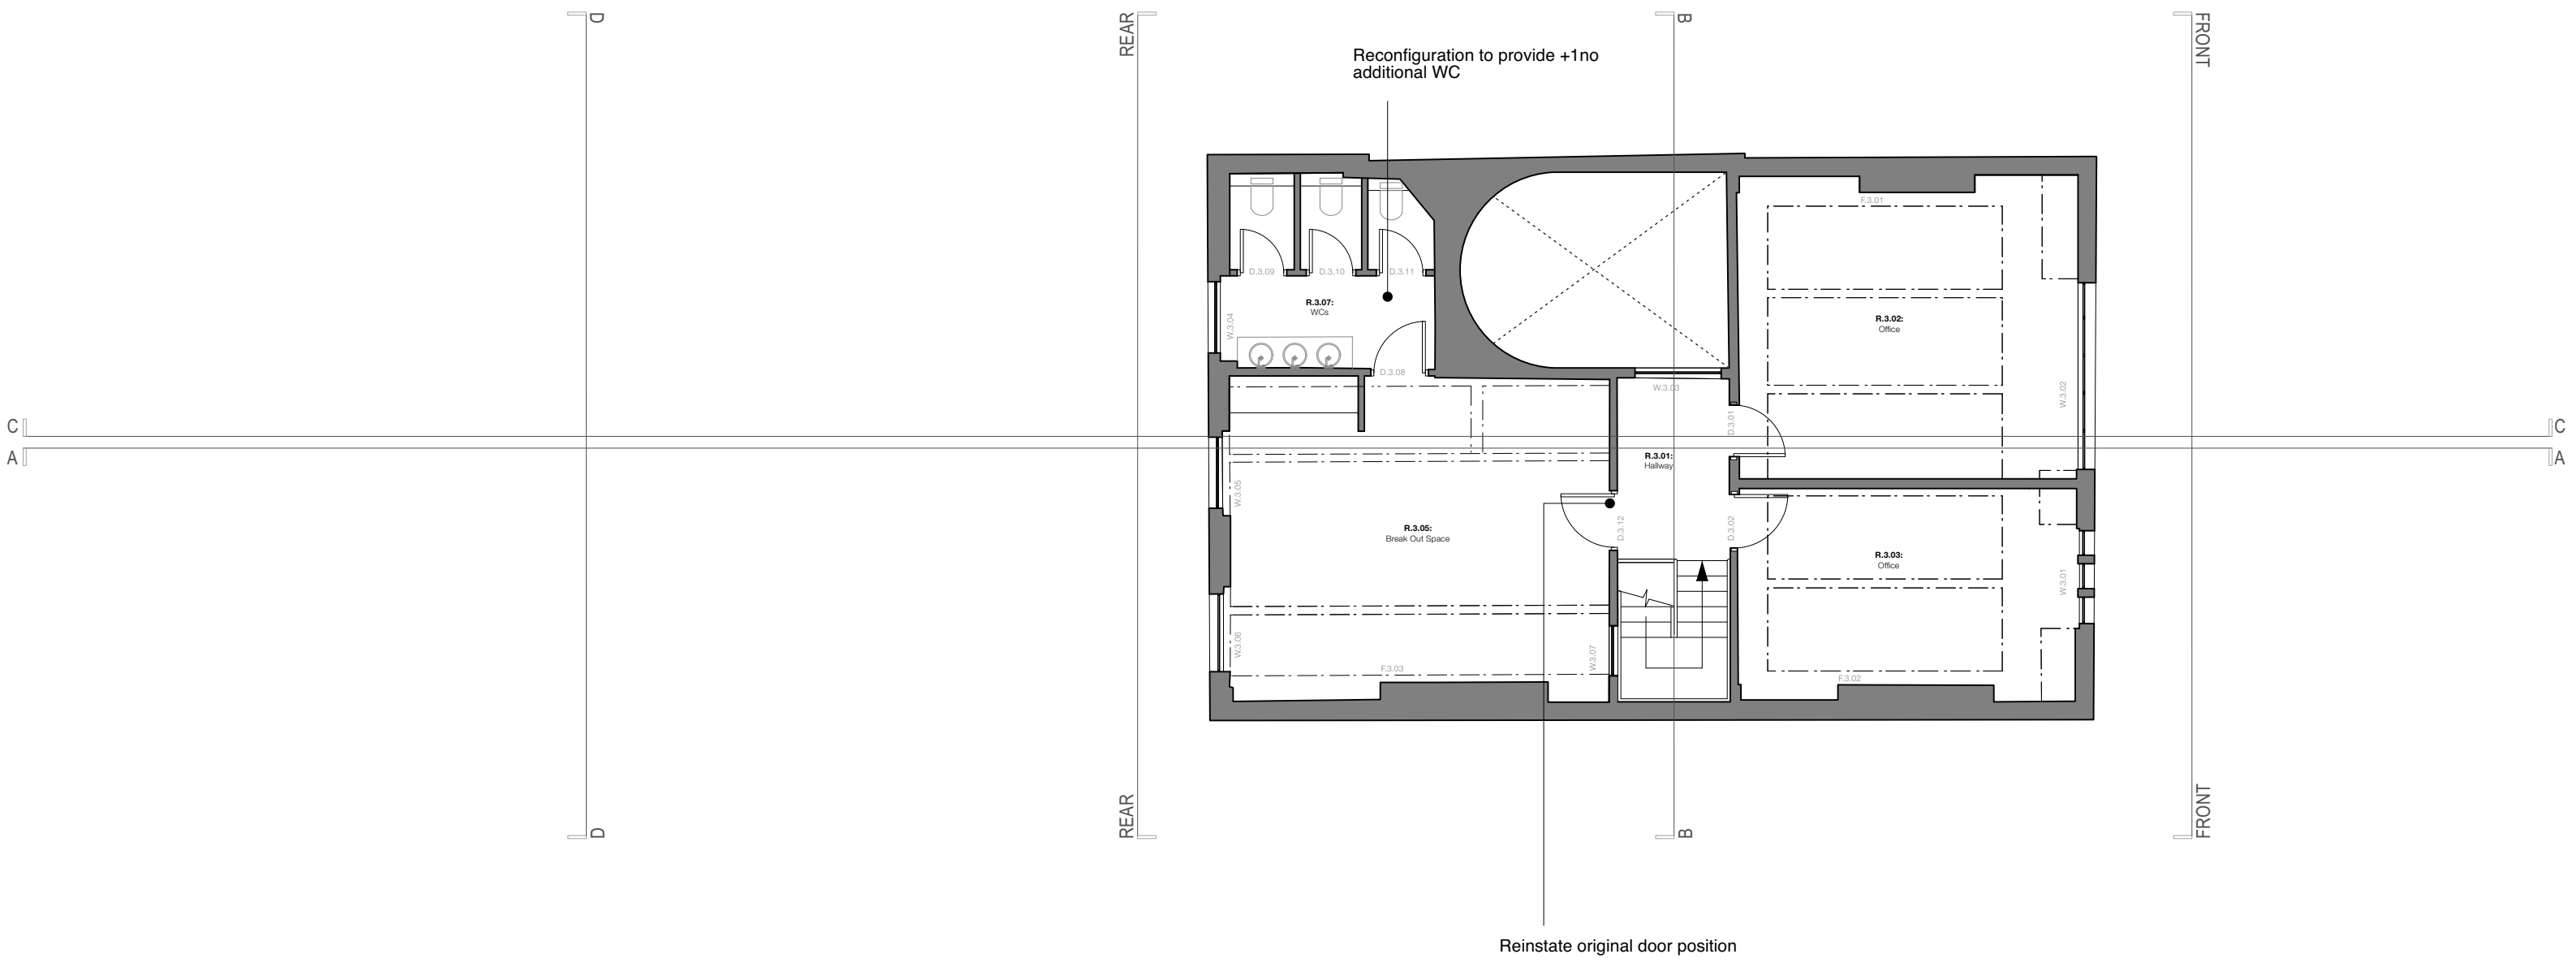 D
REAR
B
FRONT
Reconfiguration to provide +1no
additional WC
F.3.01
D.3.09
D.3.10
D.3.11
R.3.07:
WCs
W.3.04
R.3.02:
Office
D.3.08
W.3.03
W.3.02
D.3.01
C
C
A
A
R.3.01:
Hallway
W.3.05
R.3.05:
Break Out Space
D.3.12
D.3.02
R.3.03:
Office
W.3.01
W.3.06
W.3.07
F.3.03
F.3.02
D
REAR
B
FRONT
Reinstate original door position